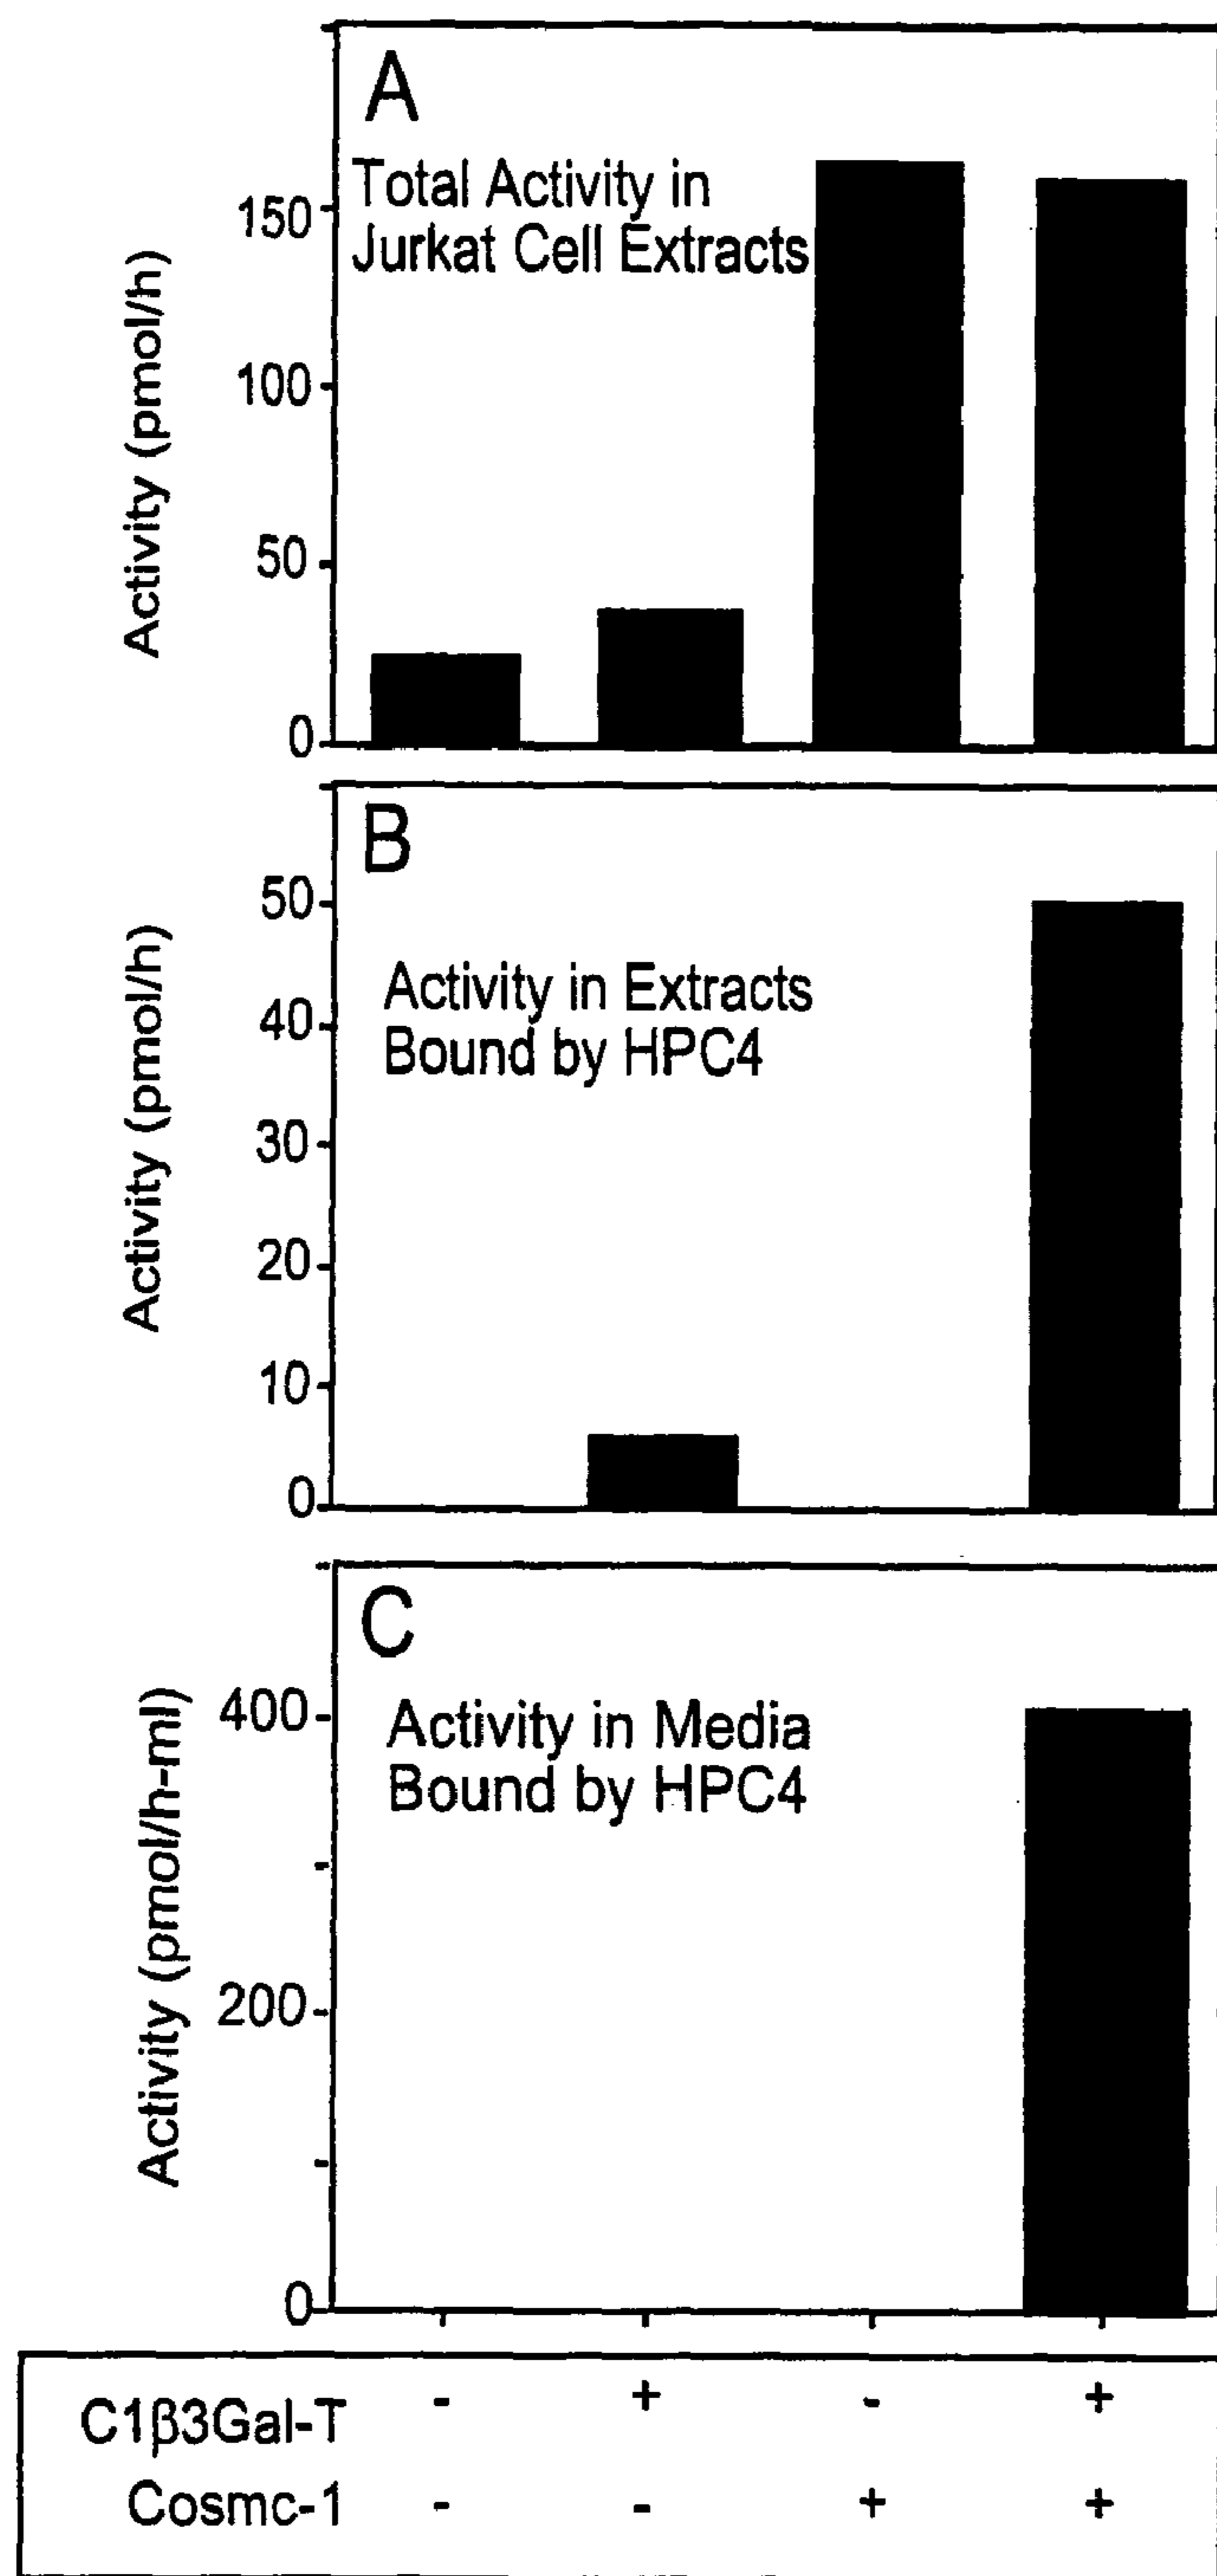 A
Total Activity in
Jurkat Cell Extracts
Activity (pmol/h)
150
100
50
0
B
Activity in Extracts
Bound by HPC4
Activity (pmol/h)
50
40
30
20
10
0
C
Activity in Media
Bound by HPC4
Activity (pmol/h-ml)
400
200
0
C1β3Gal-T - + - +
Cosmc-1 - - + +